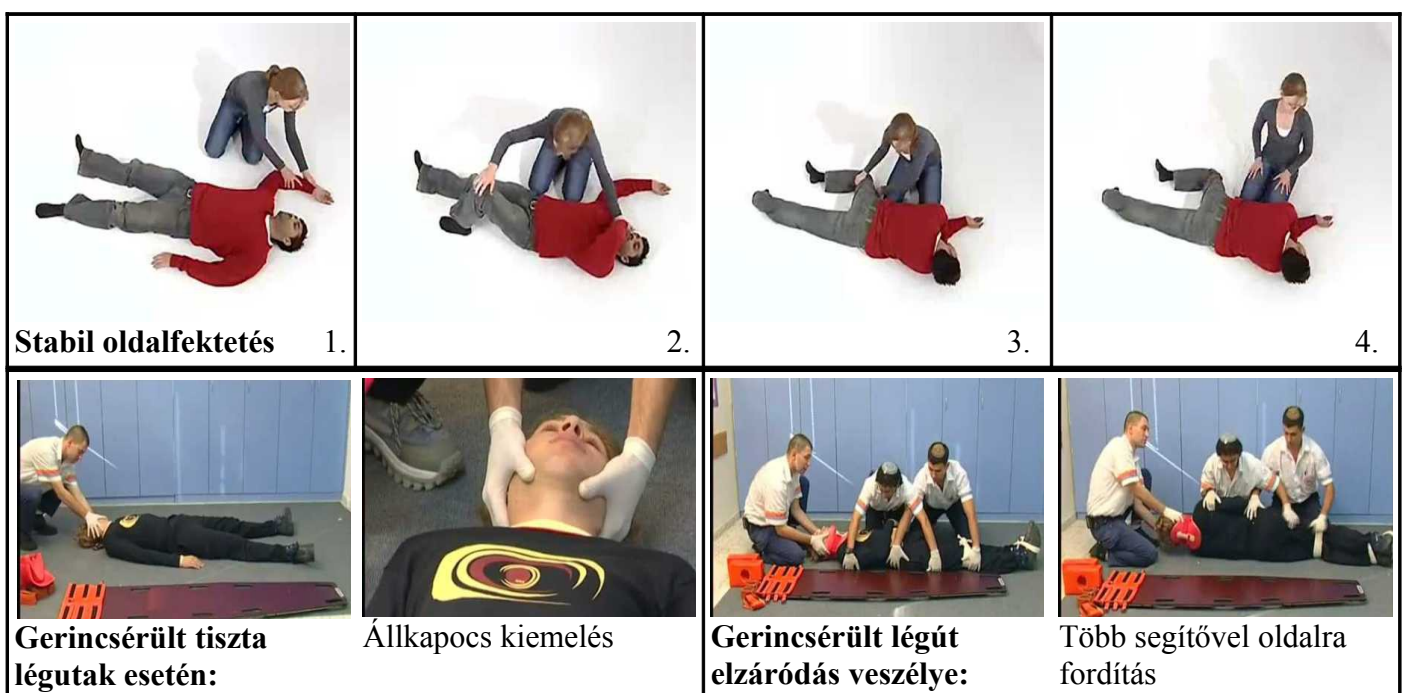 Stabil oldalfektetés 1.
2.
3.
4.
Gerincsérült tiszta
légutak esetén:
Állkapocs kiemelés
Gerincsérült légút
elzáródás veszélye:
Több segítővel oldalra
fordítás